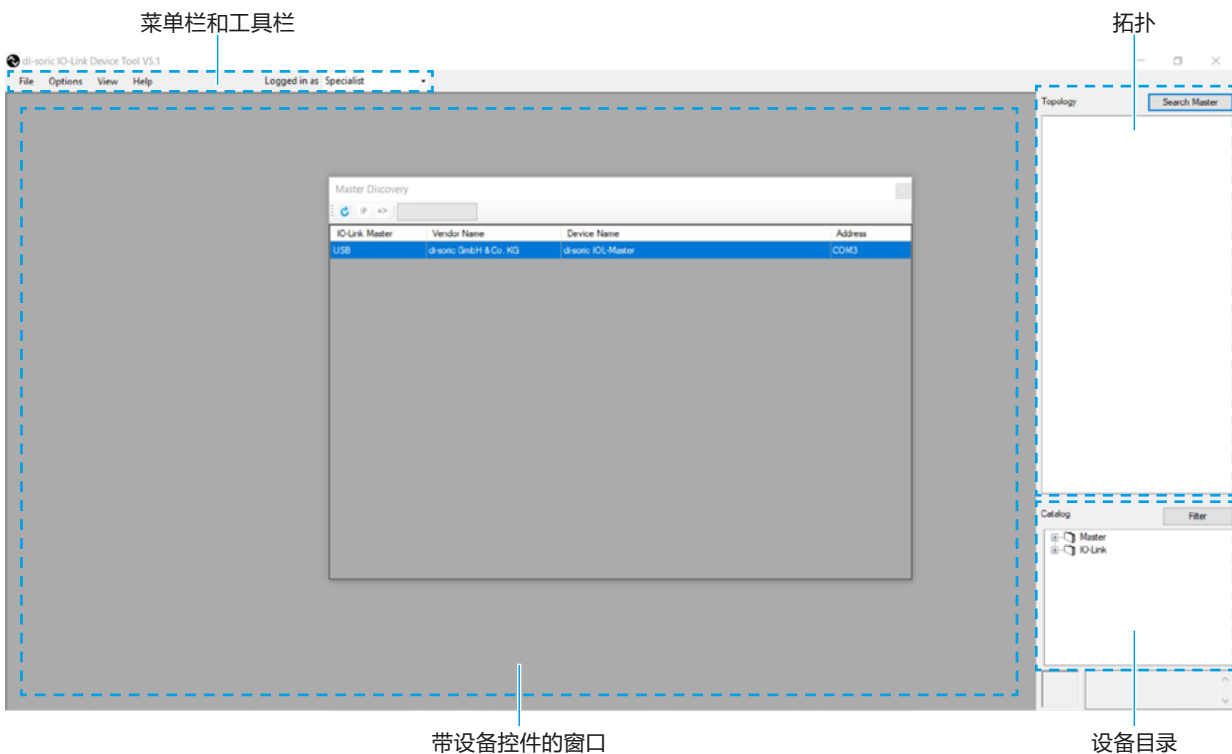 菜单栏和工具栏
拓扑
di-soric IO-Link Device Tool V5.1
File Options View Help Logged in as Specialist
Topology Search Master
Master Discovery
IP
IO-Link Master Vendor Name Device Name Address
USB di-soric GmbH & Co. KG di-soric IOL-Master COM3
Catalog Filter
Master
IO-Link
带设备控件的窗口
设备目录